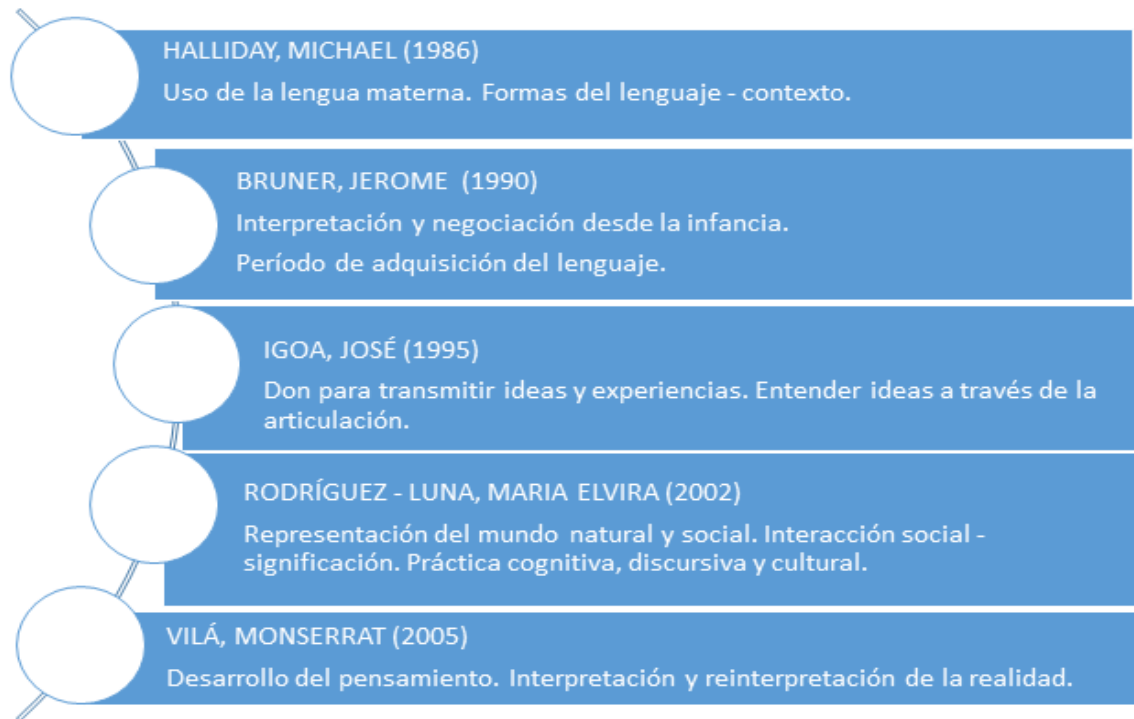 HALLIDAY, MICHAEL (1986)
Uso de la lengua materna. Formas del lenguaje - contexto.
BRUNER, JEROME (1990)
Interpretación y negociación desde la infancia.
Período de adquisición del lenguaje.
IGOA, JOSÉ (1995)
Don para transmitir ideas y experiencias. Entender ideas a través de la
articulación.
RODRÍGUEZ - LUNA, MARIA ELVIRA (2002)
Representación del mundo natural y social. Interacción social -
significación. Práctica cognitiva, discursiva y cultural.
VILÁ, MONSERRAT (2005)
Desarrollo del pensamiento. Interpretación y reinterpretación de la realidad.